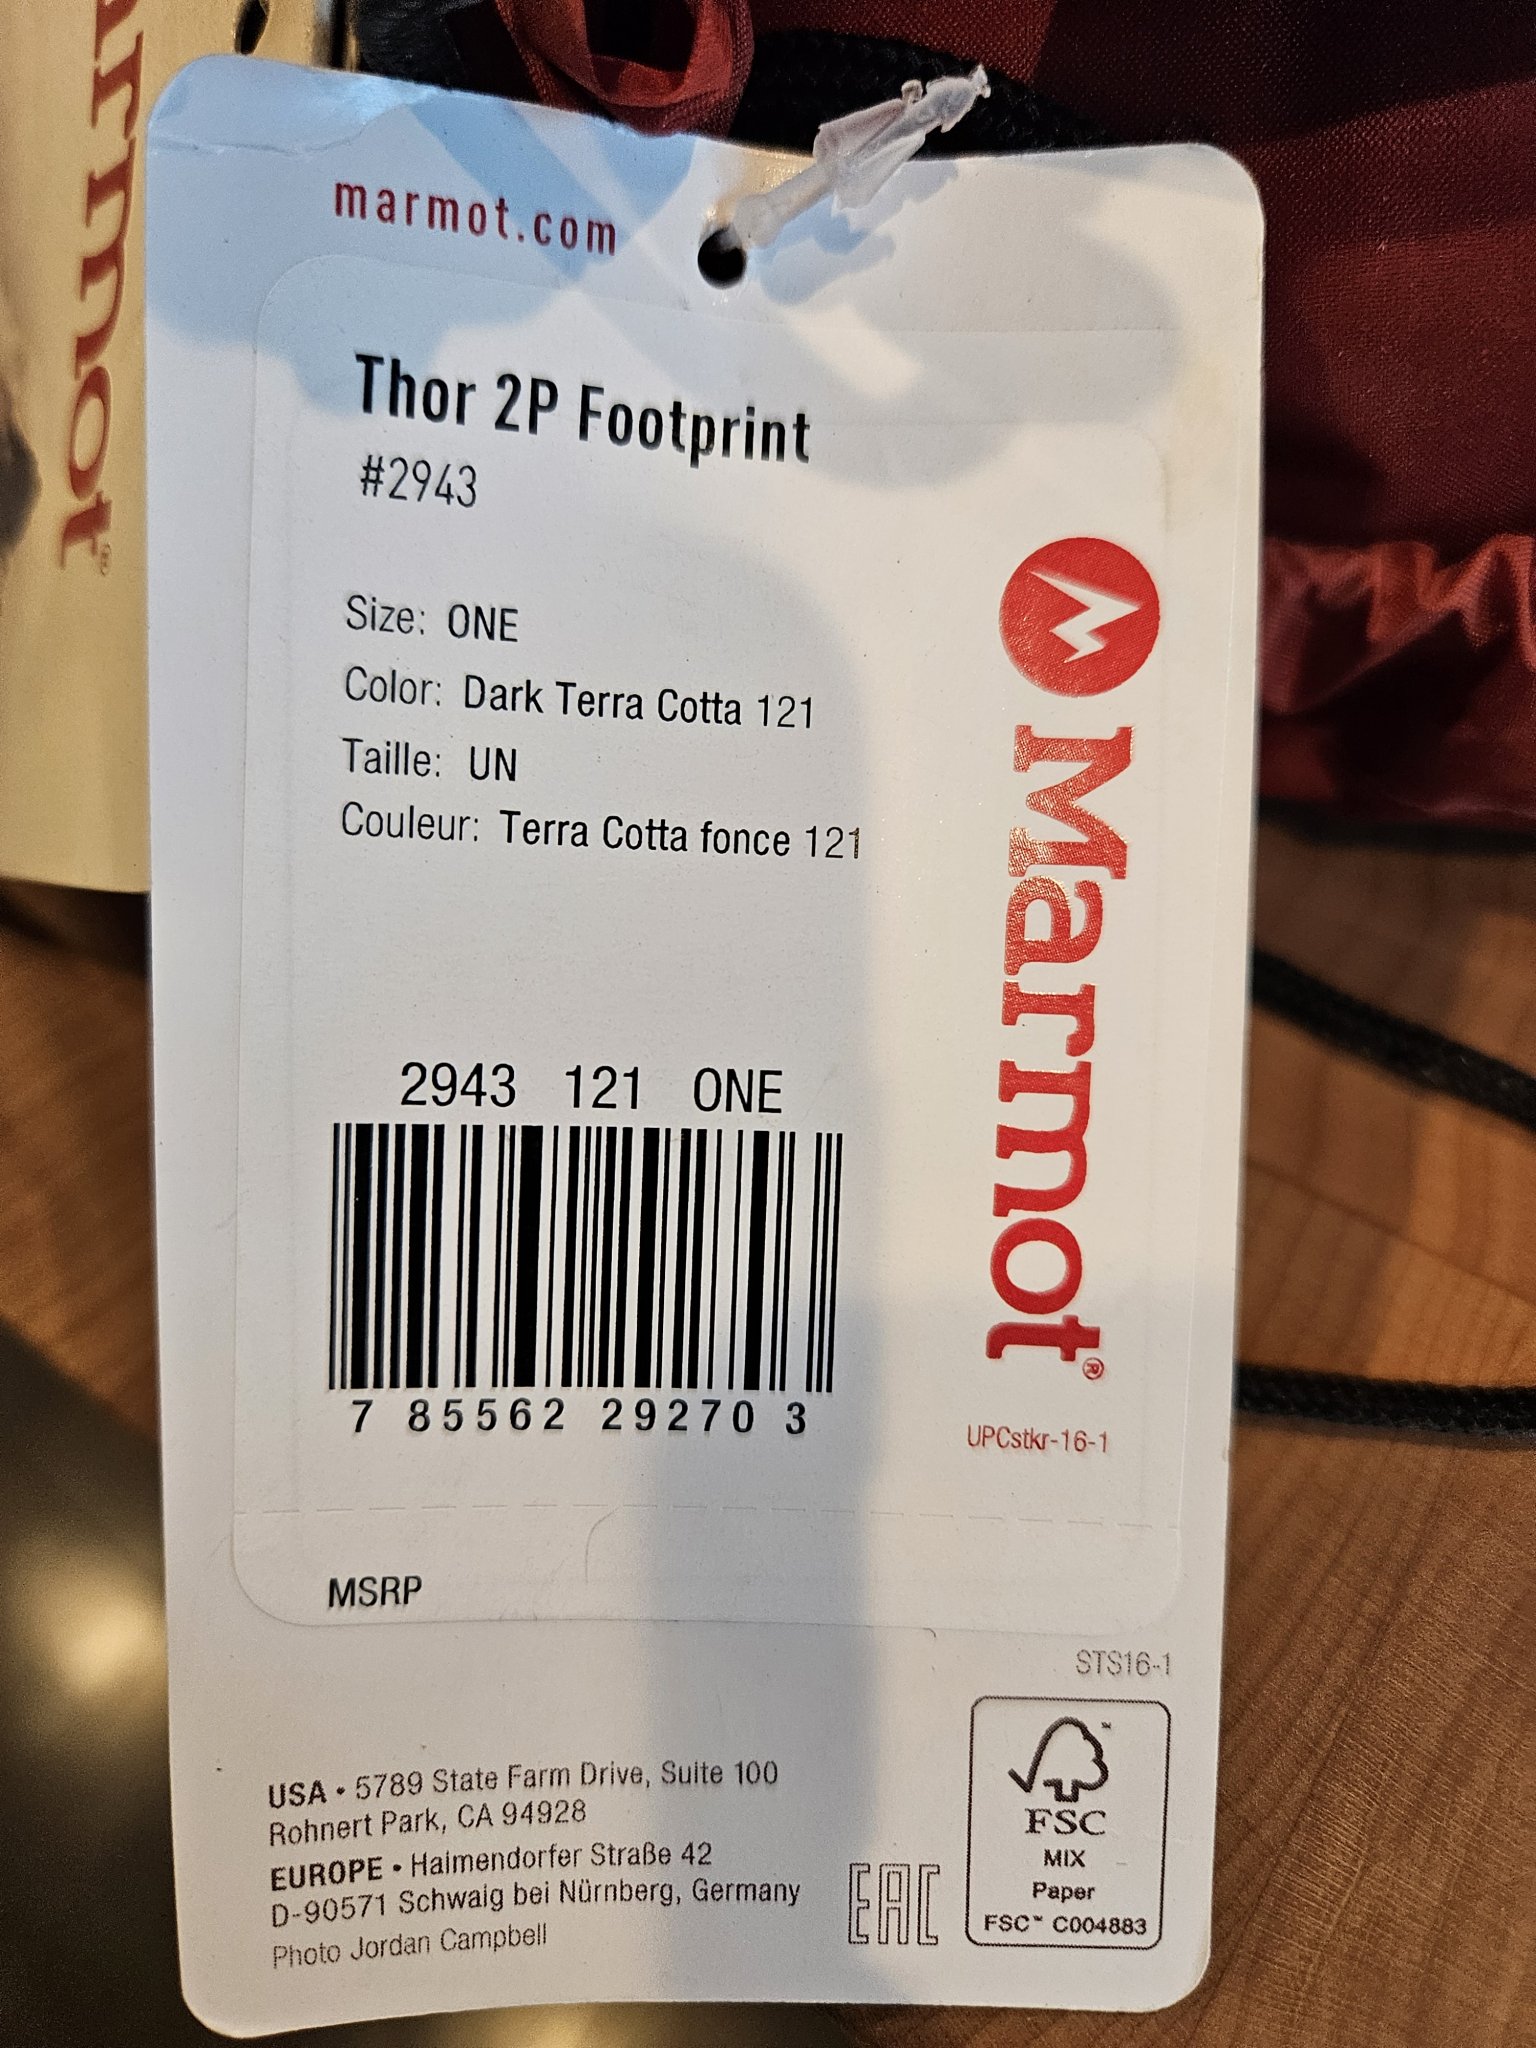 marmot.com
Thor 2P Footprint
#2943
Size: ONE
Color: Dark Terra Cotta 121
Taille: UN
Couleur: Terra Cotta fonce 121
2943 121 ONE
7 85562 29270 3
MSRP
Marmot®
UPCstkr-16-1
STS16-1
USA • 5789 State Farm Drive, Suite 100
Rohnert Park, CA 94928
EUROPE • Haimendorfer Straße 42
D-90571 Schwaig bei Nürnberg, Germany
Photo Jordan Campbell
EAC
™
FSC
MIX
Paper
FSC™ C004883
armot®